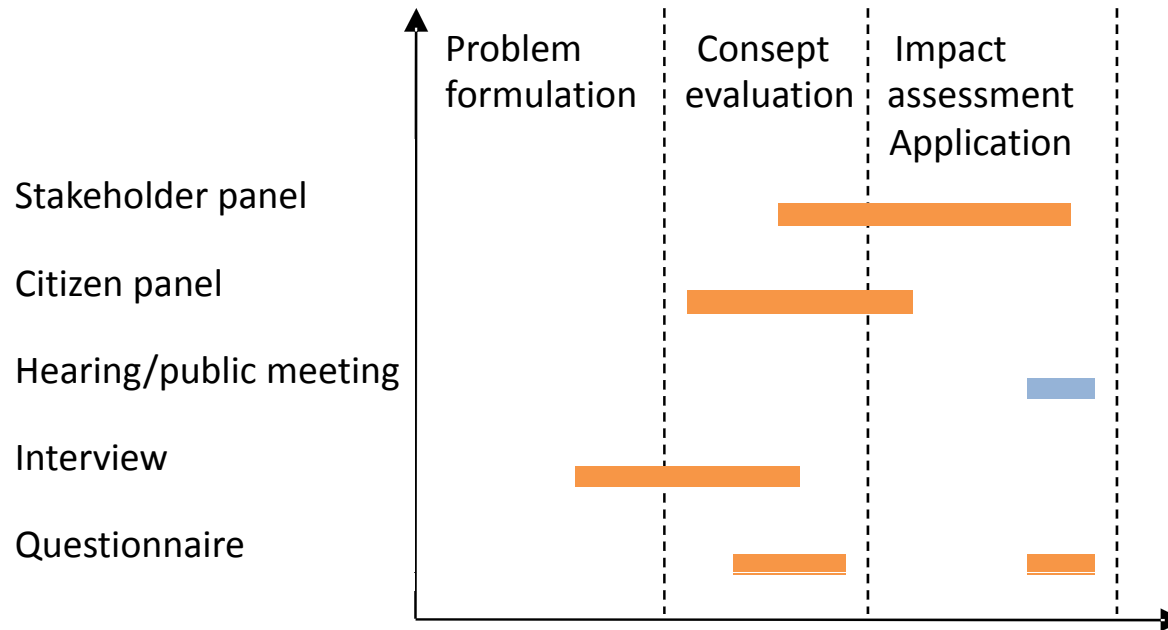 Problem
formulation
Consept
evaluation
Impact
assessment
Application
Stakeholder panel
Citizen panel
Hearing/public meeting
Interview
Questionnaire